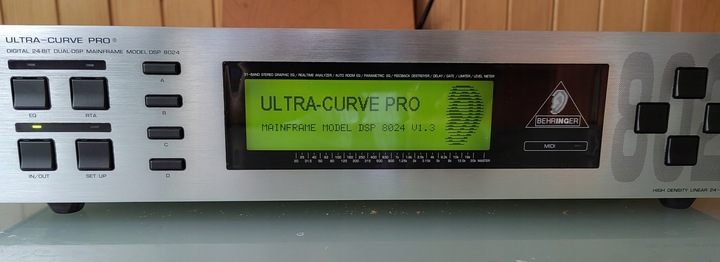 ULTRA-CURVE PRO®
DIGITAL 24-BIT DUAL-DSP MAINFRAME MODEL DSP 8024
A
B
C
D
EQ
RTA
IN/OUT
SET UP
31-BAND STEREO GRAPHIC EQ / REALTIME ANALYZER / AUTO ROOM EQ / PARAMETRIC EQ / FEEDBACK DESTROYER / DELAY / GATE / LIMITER / LEVEL METER
ULTRA-CURVE PRO
MAINFRAME MODEL DSP 8024 V1.3
MASTER
BEHRINGER
MIDI
802
HIGH DENSITY LINEAR 24-